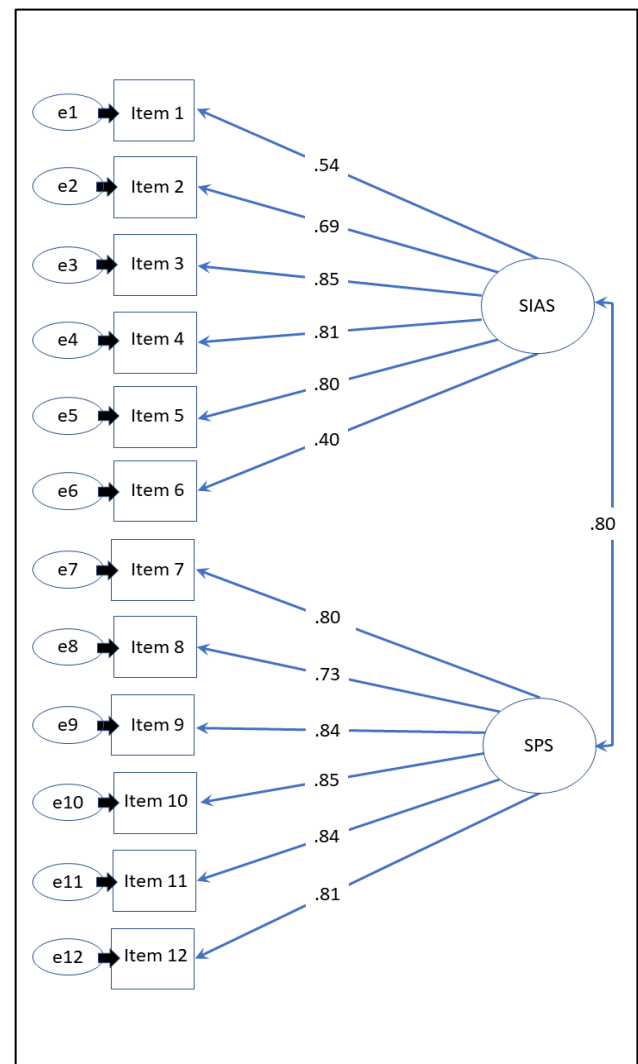 e1
Item 1
.54
e2
Item 2
.69
e3
Item 3
.85
SIAS
e4
Item 4
.81
e5
Item 5
.80
e6
Item 6
.40
.80
e7
Item 7
.80
e8
Item 8
.73
e9
Item 9
.84
SPS
e10
Item 10
.85
e11
Item 11
.84
e12
Item 12
.81